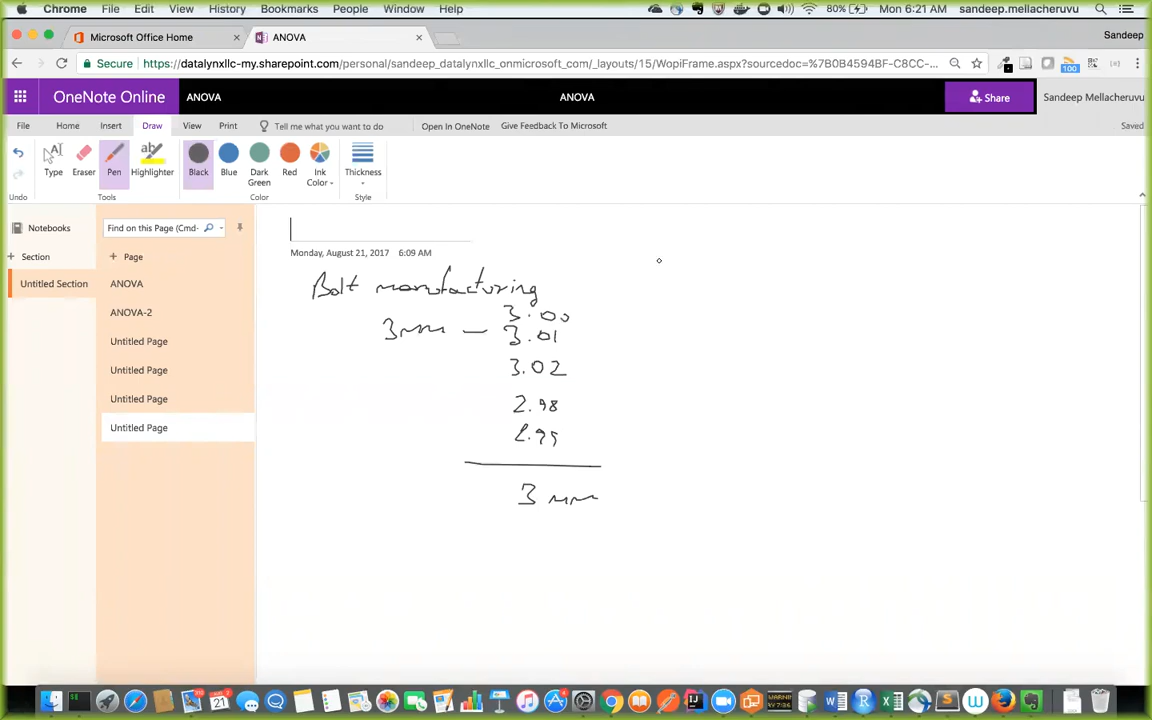 Chrome File Edit View History Bookmarks People Window Help 80% Mon 6:21 AM sandeep.mellacheruvu
Microsoft Office Home × ANOVA × Sandeep
Secure https://datalynxllc-my.sharepoint.com/personal/sandeep_datalynxllc_onmicrosoft_com/_layouts/15/WopiFrame.aspx?sourcedoc=%7B0B4594BF-C8CC-... 100
OneNote Online ANOVA ANOVA Share Sandeep Mellacheruvu
File Home Insert Draw View Print Tell me what you want to do Open In OneNote Give Feedback To Microsoft Saved
Type Eraser Pen Highlighter Black Blue Dark Green Red Ink Color Thickness
Undo Tools Color Style
Notebooks Find on this Page (Cmd-
+ Section + Page
Untitled Section ANOVA
ANOVA-2
Untitled Page
Untitled Page
Untitled Page
Untitled Page
Monday, August 21, 2017 6:09 AM
Bolt manufacturing
3.00
3mm — 3.01
3.02
2.98
2.99
3 mm